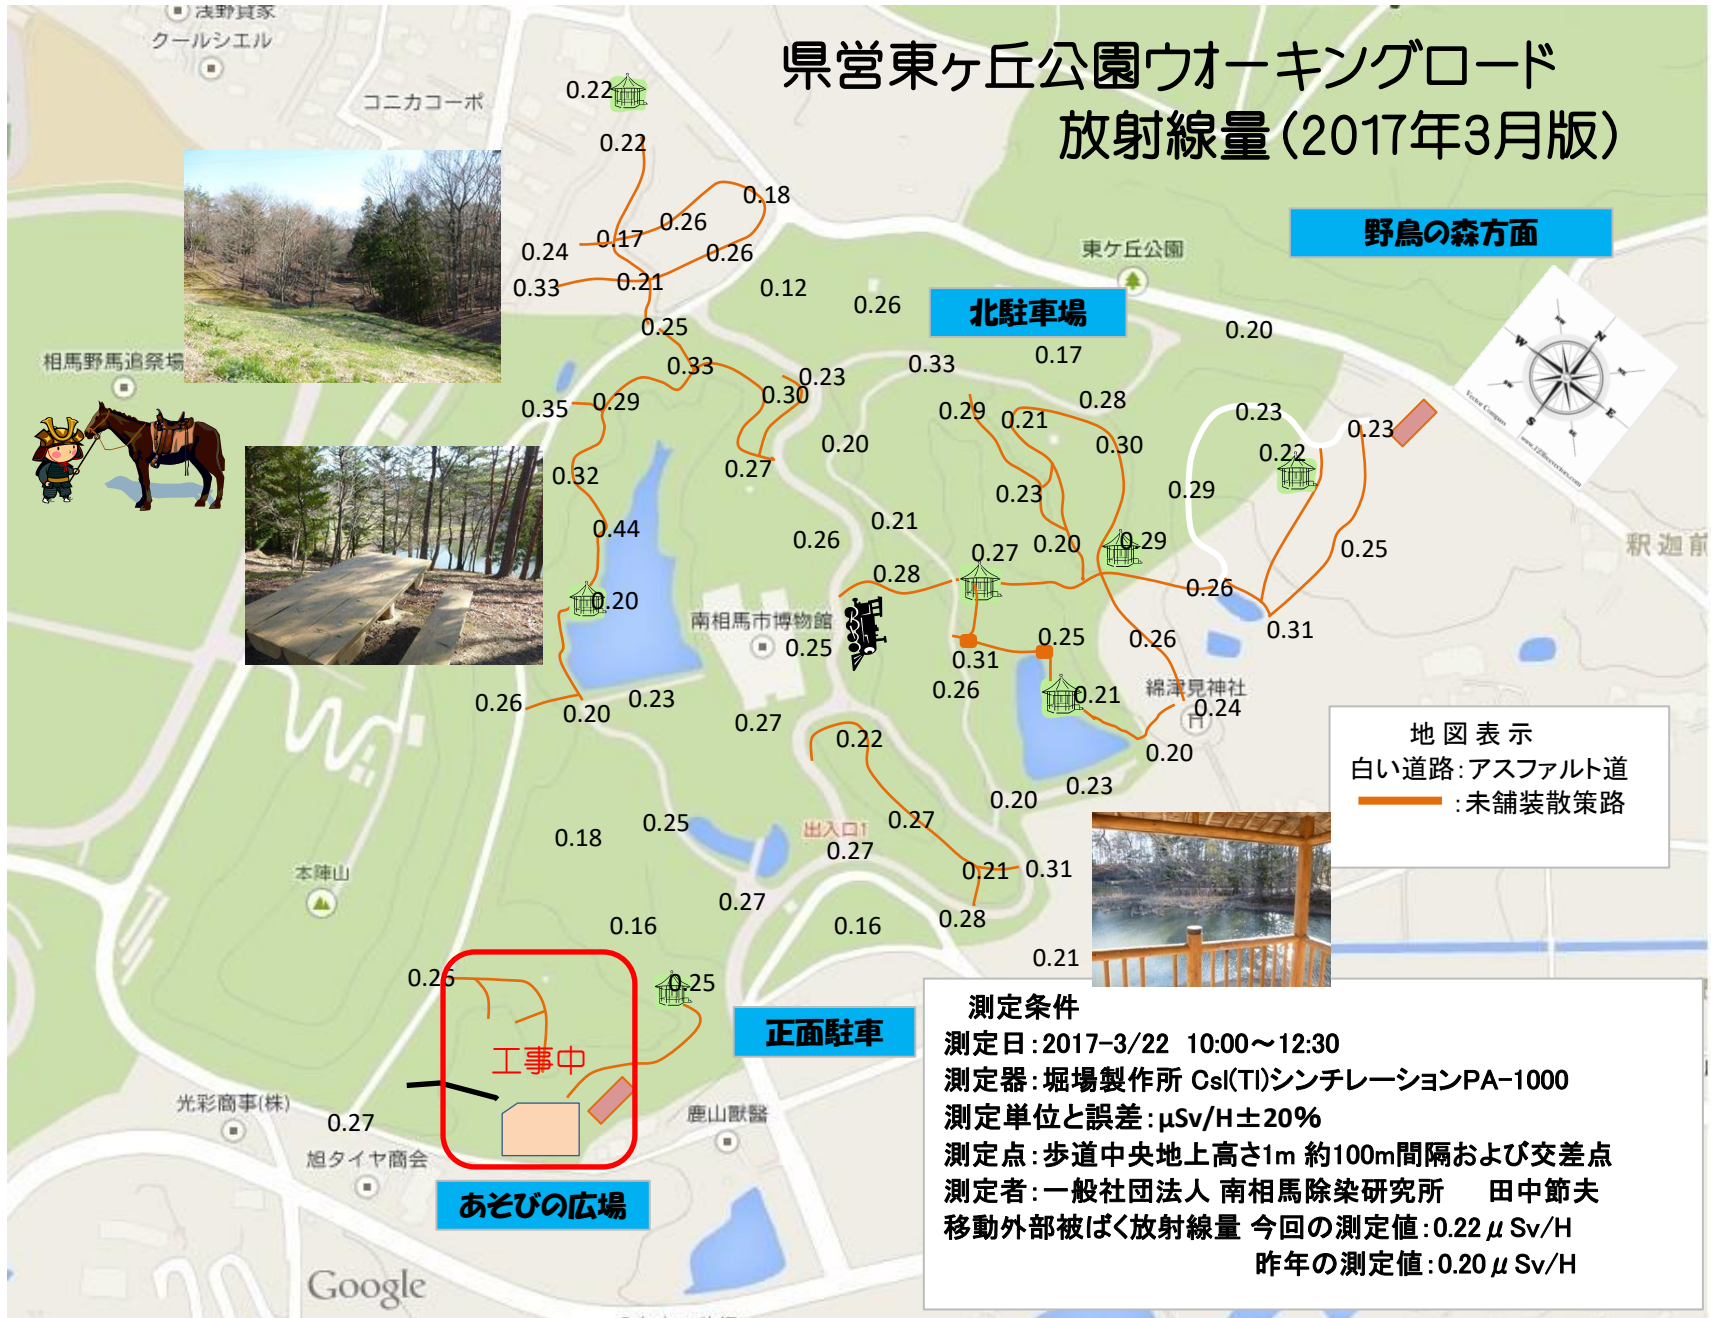 浅野貸家
クールシエル
コニカコーポ
県営東ヶ丘公園ウオーキングロード
放射線量(2017年3月版)
0.22
0.22
0.18
0.26
0.17
0.24
0.26
野鳥の森方面
東ケ丘公園
0.33
0.21
0.12
0.26
北駐車場
0.25
0.20
相馬野馬追祭場
0.33
0.33
0.17
N
W
E
S
Vector Compass
www.123freevectors.com
0.23
0.30
0.35
0.29
0.29
0.21
0.28
0.23
0.23
0.20
0.30
0.22
0.32
0.27
0.23
0.29
0.44
0.26
0.21
0.27
0.20
0.29
0.25
釈迦前
0.28
0.26
0.20
南相馬市博物館
0.25
0.25
0.26
0.31
0.31
0.26
0.23
0.26
0.20
0.21
綿津見神社
0.24
0.27
0.22
0.20
地図表示
白い道路:アスファルト道
:未舗装散策路
0.23
0.20
0.18
0.25
出入口1
0.27
0.27
本陣山
0.21
0.31
0.27
0.16
0.16
0.28
0.21
0.26
0.25
工事中
正面駐車
光彩商事(株)
0.27
鹿山獣醫
旭タイヤ商会
あそびの広場
Google
測定条件
測定日:2017-3/22 10:00～12:30
測定器:堀場製作所 CsI(Tl)シンチレーションPA-1000
測定単位と誤差:μSv/H±20%
測定点:歩道中央地上高さ1m 約100m間隔および交差点
測定者:一般社団法人 南相馬除染研究所 田中節夫
移動外部被ばく放射線量 今回の測定値:0.22μSv/H
昨年の測定値:0.20μSv/H